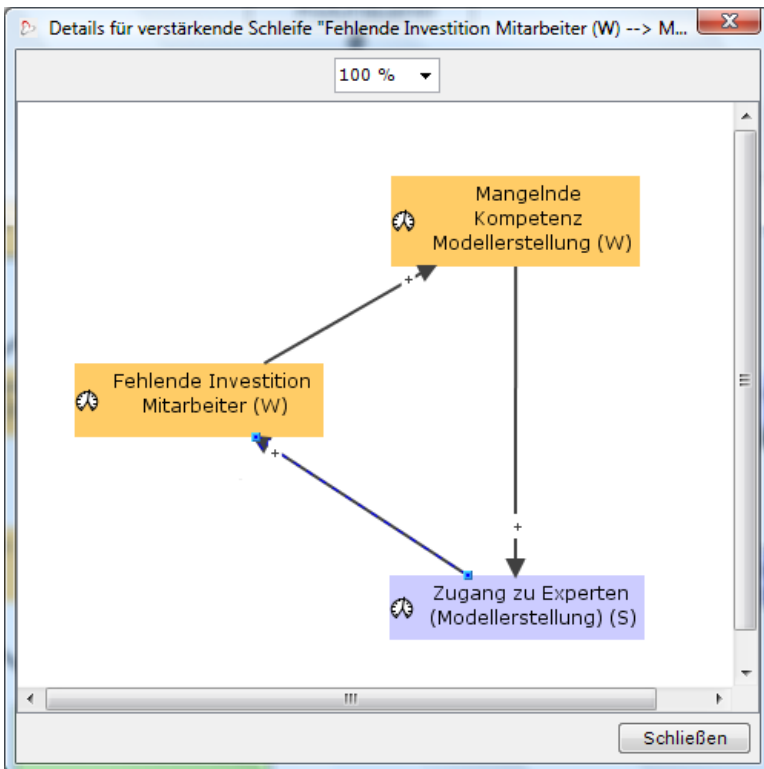 Details für verstärkende Schleife "Fehlende Investition Mitarbeiter (W) --> M...
100 %
Mangelnde
Kompetenz
Modellerstellung (W)
+
Fehlende Investition
Mitarbeiter (W)
+
+
Zugang zu Experten
(Modellerstellung) (S)
Schließen